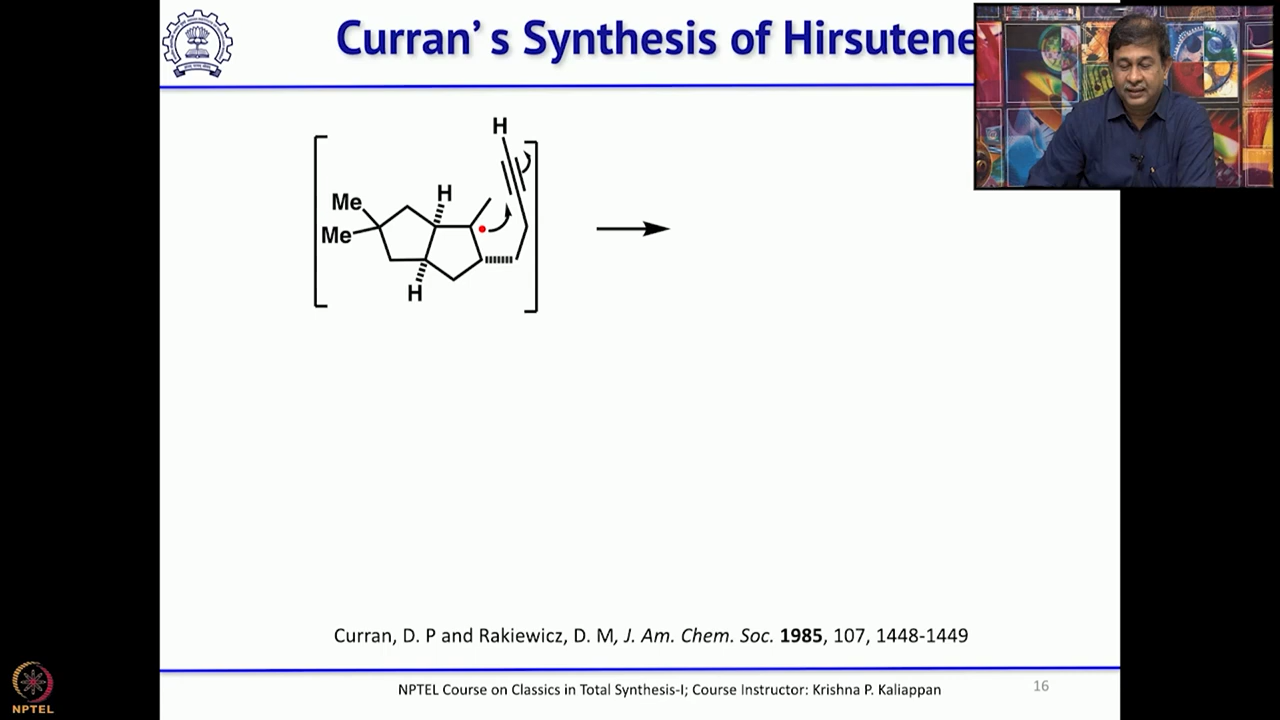 Curran's Synthesis of Hirsutene
H
H
Me
Me
H
Curran, D. P and Rakiewicz, D. M, J. Am. Chem. Soc. 1985, 107, 1448-1449
NPTEL Course on Classics in Total Synthesis-I; Course Instructor: Krishna P. Kaliappan
16
NPTEL